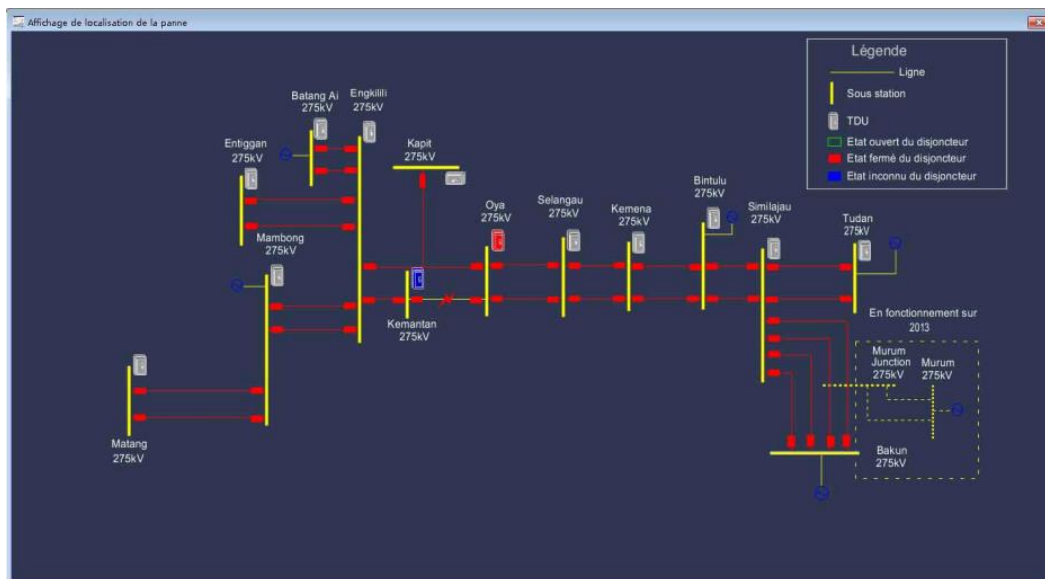 Affichage de localisation de la panne
Légende
Ligne
Sous station
TDU
Etat ouvert du disjoncteur
Etat fermé du disjoncteur
Etat inconnu du disjoncteur
Batang Ai
275kV
Engkilili
275kV
Entiggan
275kV
Kapit
275kV
Mambong
275kV
Oya
275kV
Selangau
275kV
Kemena
275kV
Bintulu
275kV
Similajau
275kV
Tudan
275kV
Kemantan
275kV
En fonctionnement sur
2013
Murum
Junction
275kV
Murum
275kV
Matang
275kV
Bakun
275kV